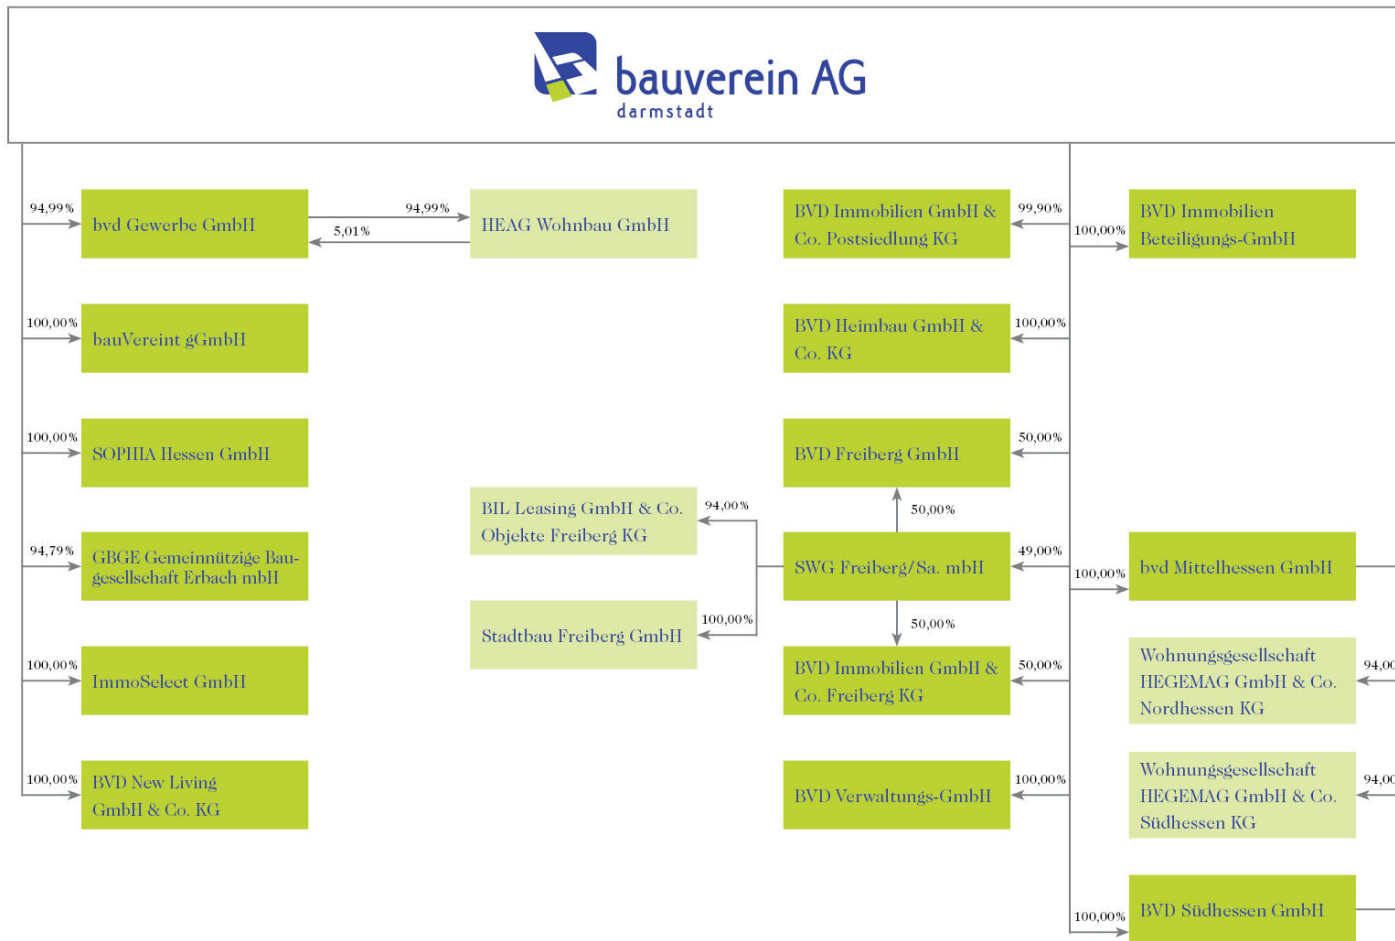 bauverein AG
darmstadt
94,99%
bvd Gewerbe GmbH
94,99%
5,01%
HEAG Wohnbau GmbH
BVD Immobilien GmbH &
Co. Postsiedlung KG
99,90%
100,00%
BVD Immobilien
Beteiligungs-GmbH
100,00%
bauVereint gGmbH
BVD Heimbau GmbH &
Co. KG
100,00%
100,00%
SOPHIA Hessen GmbH
BVD Freiberg GmbH
50,00%
BIL Leasing GmbH & Co.
Objekte Freiberg KG
94,00%
50,00%
94,79%
GBGE Gemeinnützige Bau-
gesellschaft Erbach mbH
SWG Freiberg/Sa. mbH
49,00%
100,00%
bvd Mittelhessen GmbH
Stadtbau Freiberg GmbH
100,00%
50,00%
100,00%
ImmoSelect GmbH
BVD Immobilien GmbH &
Co. Freiberg KG
50,00%
Wohnungsgesellschaft
HEGEMAG GmbH & Co.
Nordhessen KG
94,00
100,00%
BVD New Living
GmbH & Co. KG
BVD Verwaltungs-GmbH
100,00%
Wohnungsgesellschaft
HEGEMAG GmbH & Co.
Südhessen KG
94,00
100,00%
BVD Südhessen GmbH